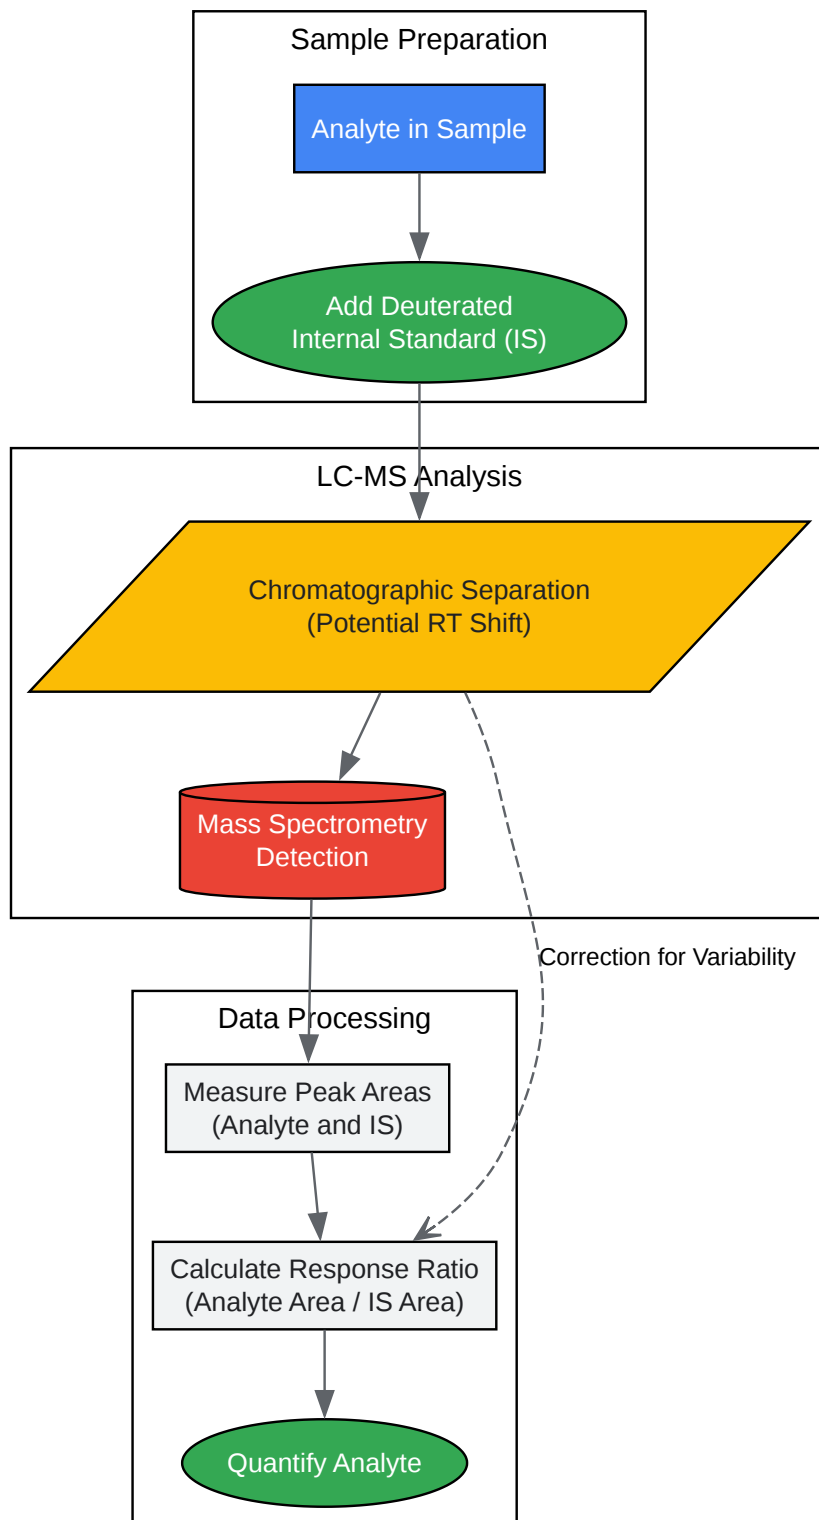 Sample Preparation
Analyte in Sample
Add Deuterated
Internal Standard (IS)
LC-MS Analysis
Chromatographic Separation
(Potential RT Shift)
Mass Spectrometry
Detection
Correction for Variability
Data Processing
Measure Peak Areas
(Analyte and IS)
Calculate Response Ratio
(Analyte Area / IS Area)
Quantify Analyte